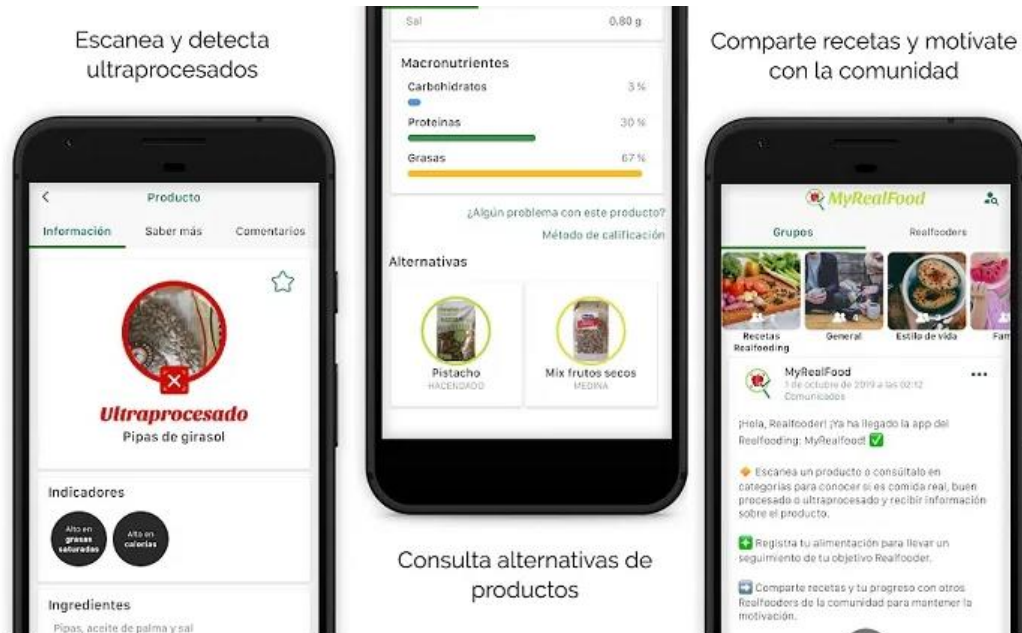 Escanea y detecta
ultraprocesados
Producto
Información Saber más Comentarios
Ultraprocesado
Pipas de girasol
Indicadores
Alto en
grasas
saturadas
Alto en
calorías
Ingredientes
Pipas, aceite de palma y sal
Sal 0,80 g
Macronutrientes
Carbohidratos 3 %
Proteínas 30 %
Grasas 67 %
¿Algún problema con este producto?
Método de calificación
Alternativas
Pistacho
HACENDADO
Mix frutos secos
MEDINA
Consulta alternativas de
productos
Comparte recetas y motívate
con la comunidad
MyRealFood
Grupos Realfooders
Recetas
Realfooding
General
Estilo de vida
Fam
MyRealFood
1 de octubre de 2019 a las 02:12
Comunicados
¡Hola, Realfooder! ¡Ya ha llegado la app del
Realfooding: MyRealfood! ✅
🔸 Escanea un producto o consúltalo en
categorías para conocer si es comida real, buen
procesado o ultraprocesado y recibir información
sobre el producto.
Registra tu alimentación para llevar un
seguimiento de tu objetivo Realfooder.
➡️ Comparte recetas y tu progreso con otros
Realfooders de la comunidad para mantener la
motivación.